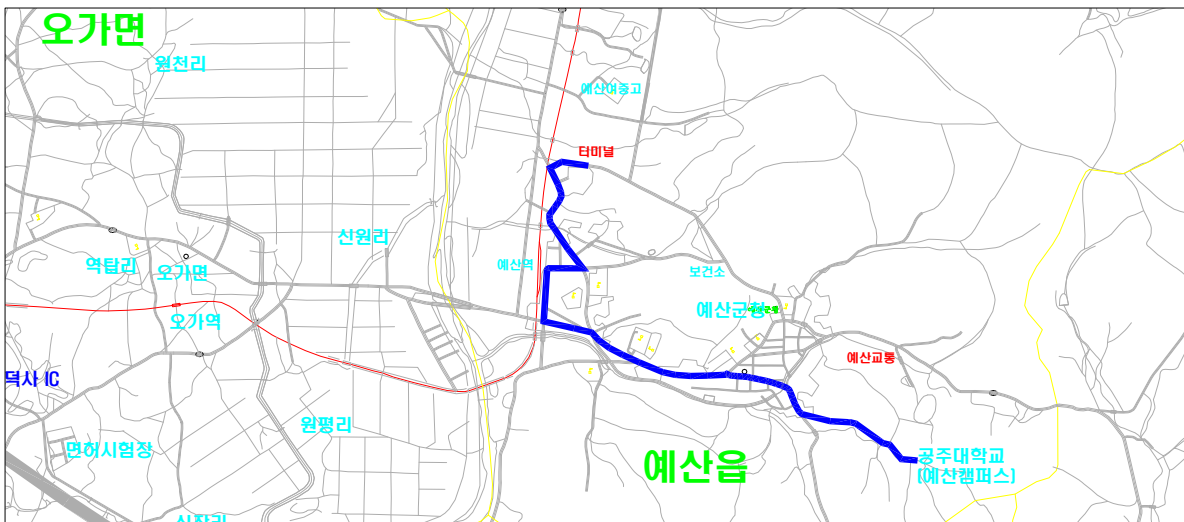 오가면
원천리
예산여중고
터미널
신원리
예산역
보건소
역탑리
오가면
예산군청
오가역
예산교통
덕사 IC
원평리
면허시험장
예산읍
공주대학교
(예산캠퍼스)
신장리